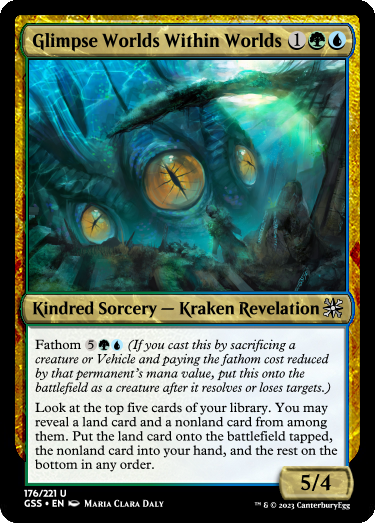 Glimpse Worlds Within Worlds 1
Kindred Sorcery — Kraken Revelation
Fathom 5 (If you cast this by sacrificing a
creature or Vehicle and paying the fathom cost reduced
by that permanent's mana value, put this onto the
battlefield as a creature after it resolves or loses targets.)
Look at the top five cards of your library. You may
reveal a land card and a nonland card from among
them. Put the land card onto the battlefield tapped,
the nonland card into your hand, and the rest on the
bottom in any order.
5/4
176/221 U
GSS • EN Maria Clara Daly
™ & © 2023 CanterburyEgg